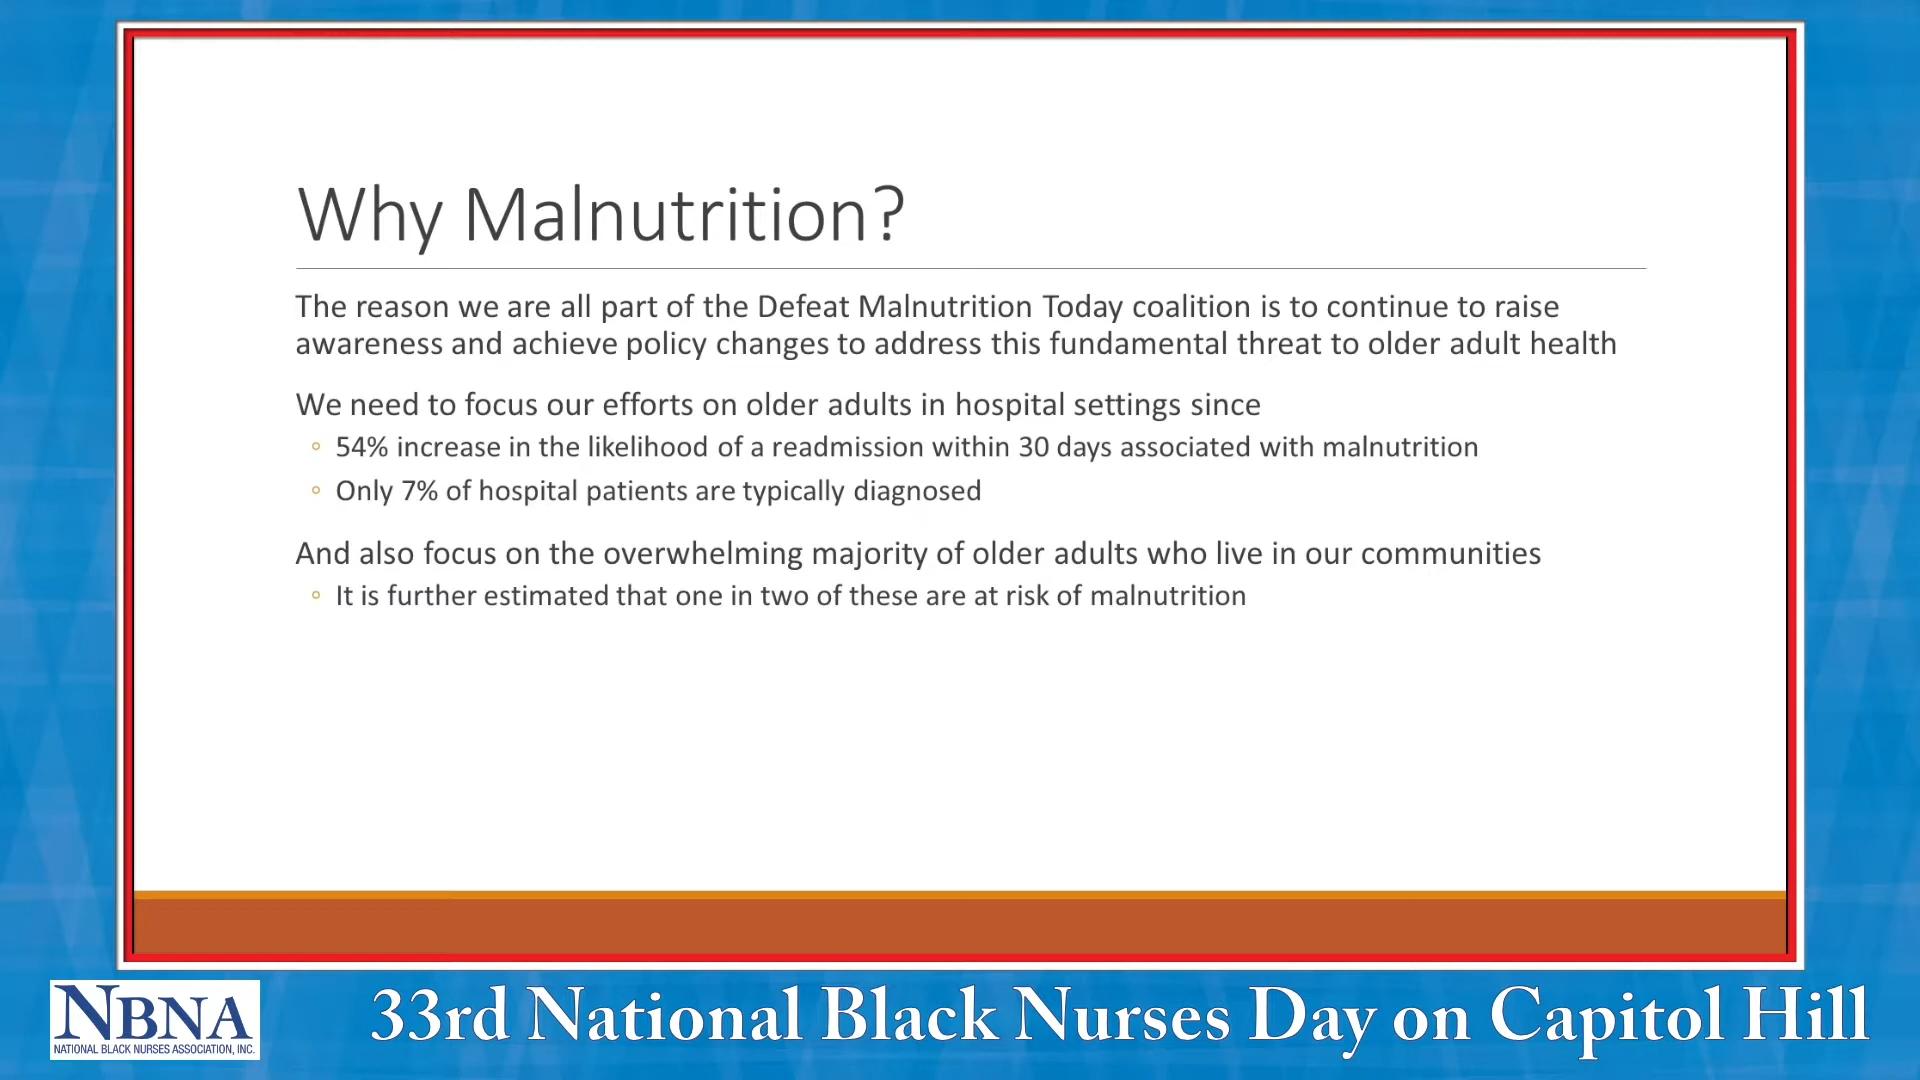 Why Malnutrition?
The reason we are all part of the Defeat Malnutrition Today coalition is to continue to raise
awareness and achieve policy changes to address this fundamental threat to older adult health
We need to focus our efforts on older adults in hospital settings since
◦ 54% increase in the likelihood of a readmission within 30 days associated with malnutrition
◦ Only 7% of hospital patients are typically diagnosed
And also focus on the overwhelming majority of older adults who live in our communities
◦ It is further estimated that one in two of these are at risk of malnutrition
NBNA
NATIONAL BLACK NURSES ASSOCIATION, INC.
33rd National Black Nurses Day on Capitol Hill